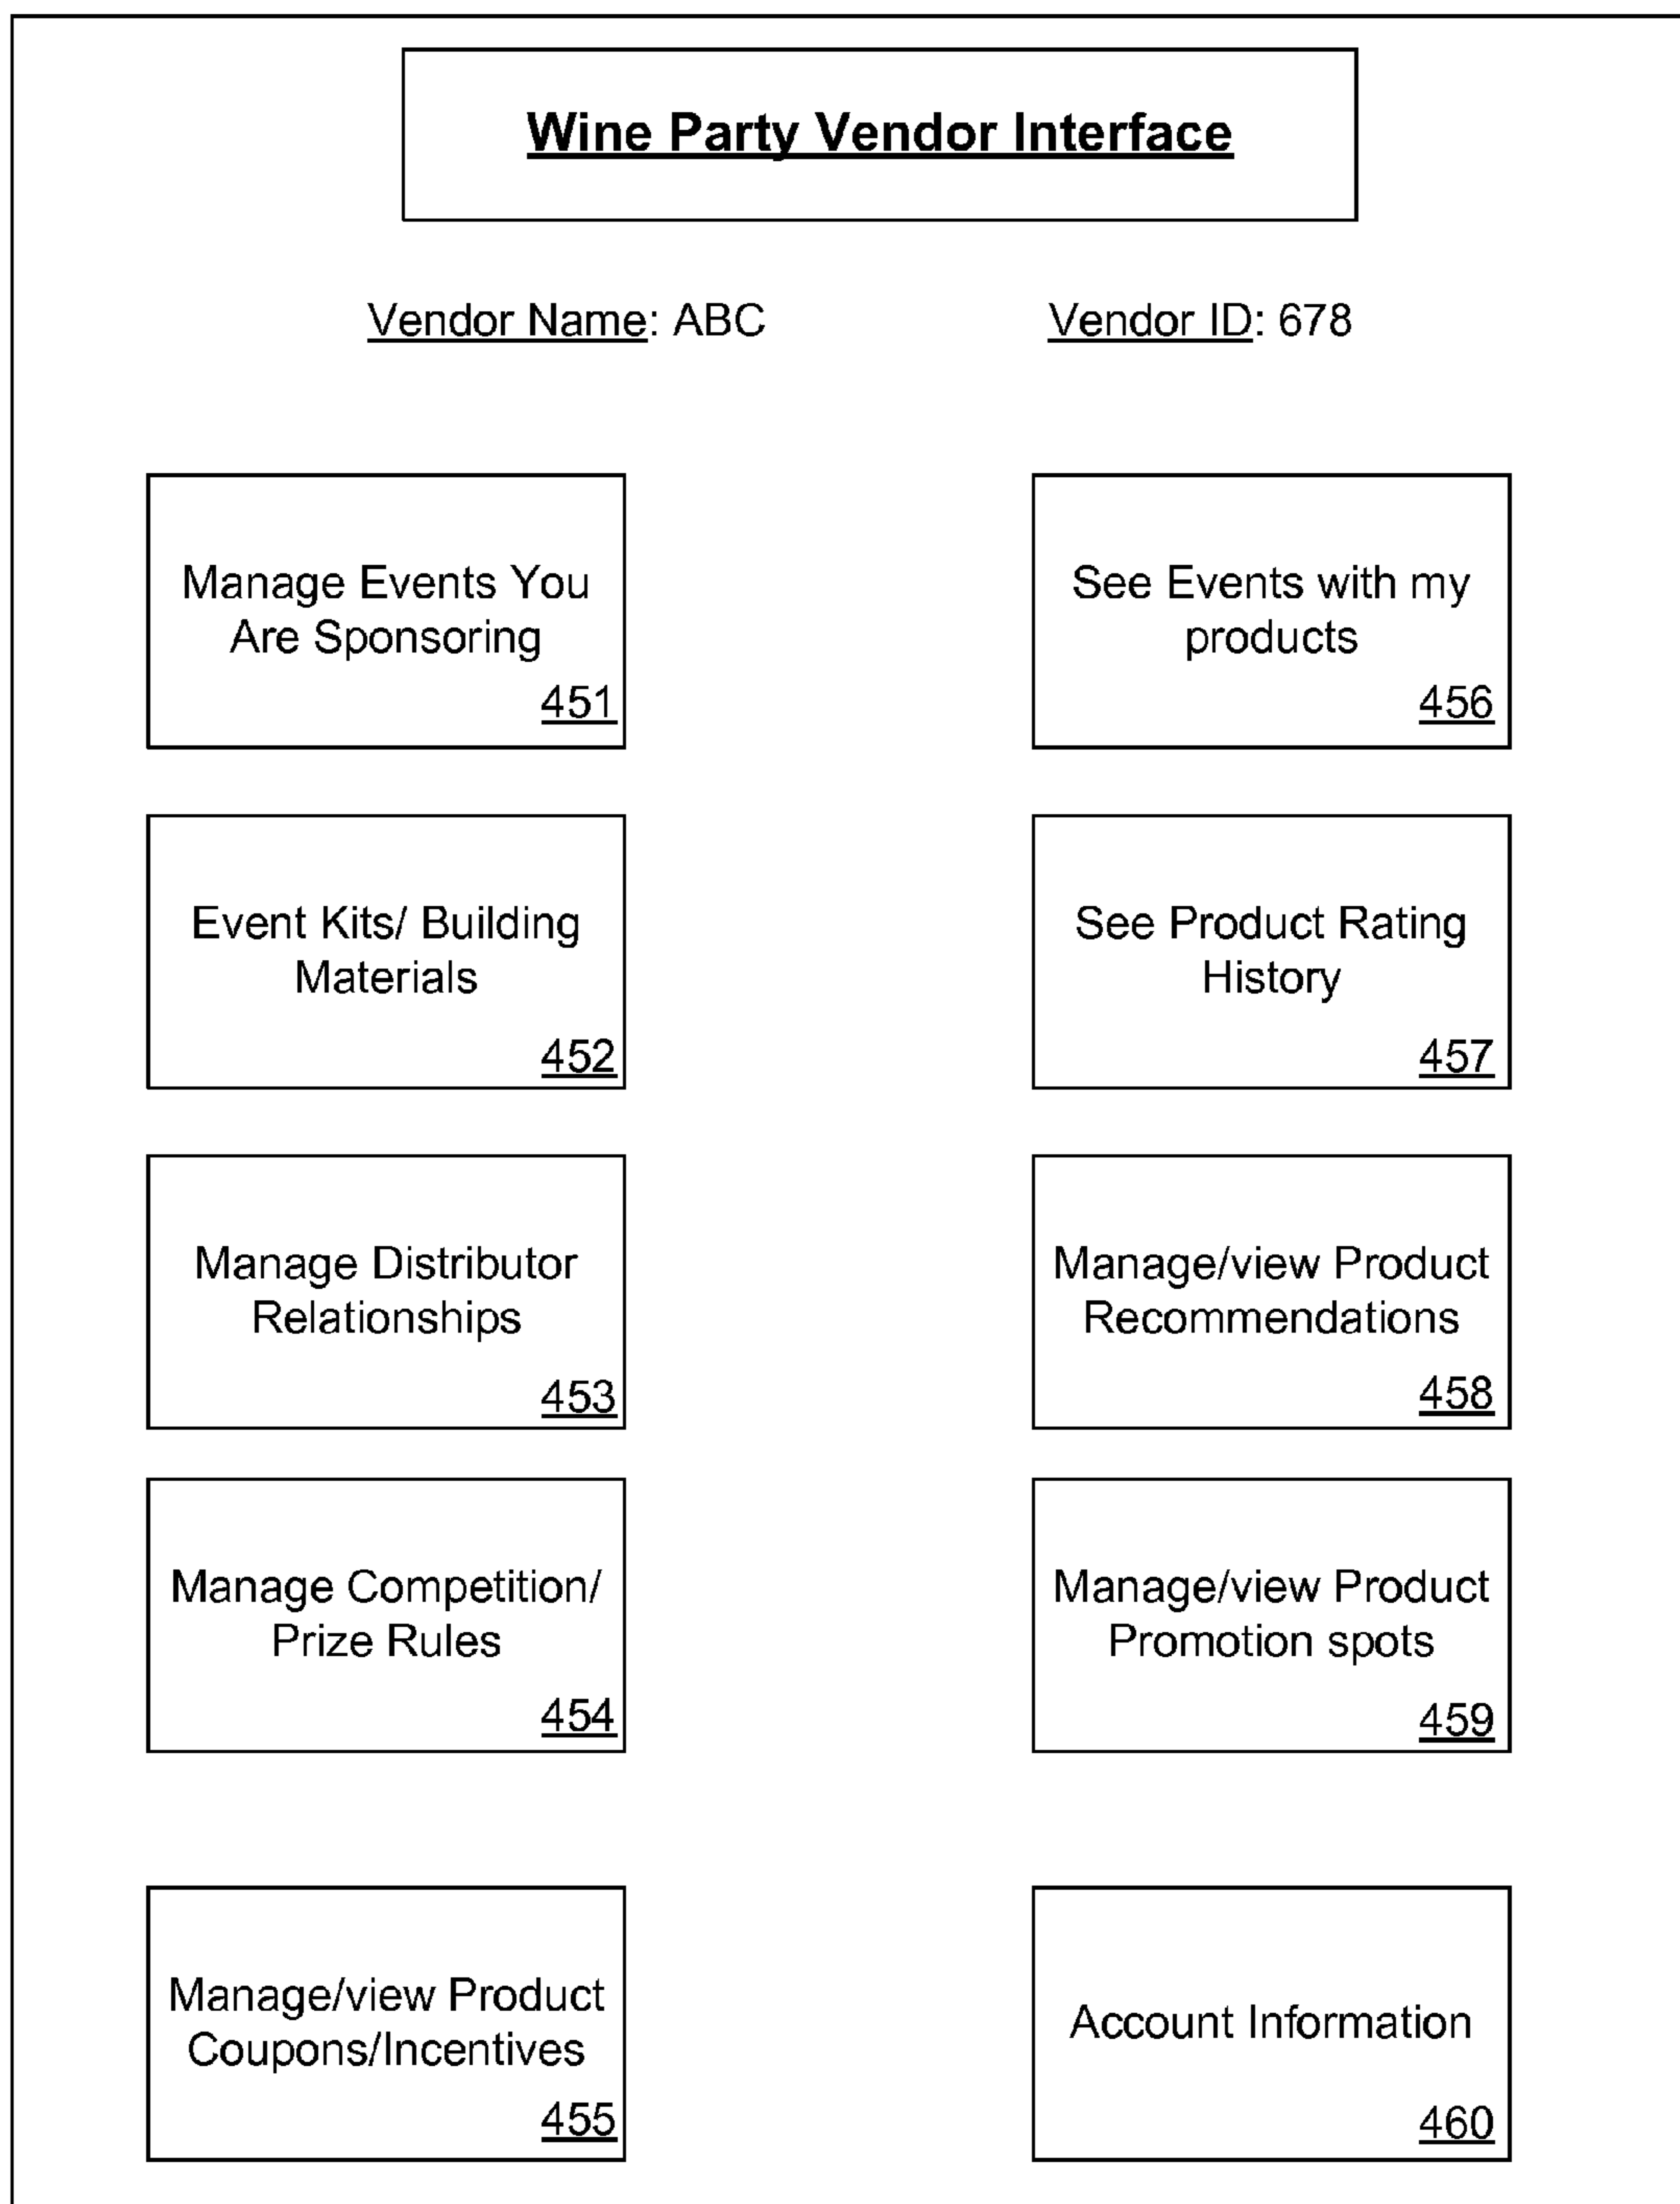 Wine Party Vendor Interface
Vendor Name: ABC
Vendor ID: 678
Manage Events You
Are Sponsoring
451
See Events with my
products
456
Event Kits/ Building
Materials
452
See Product Rating
History
457
Manage Distributor
Relationships
453
Manage/view Product
Recommendations
458
Manage Competition/
Prize Rules
454
Manage/view Product
Promotion spots
459
Manage/view Product
Coupons/Incentives
455
Account Information
460